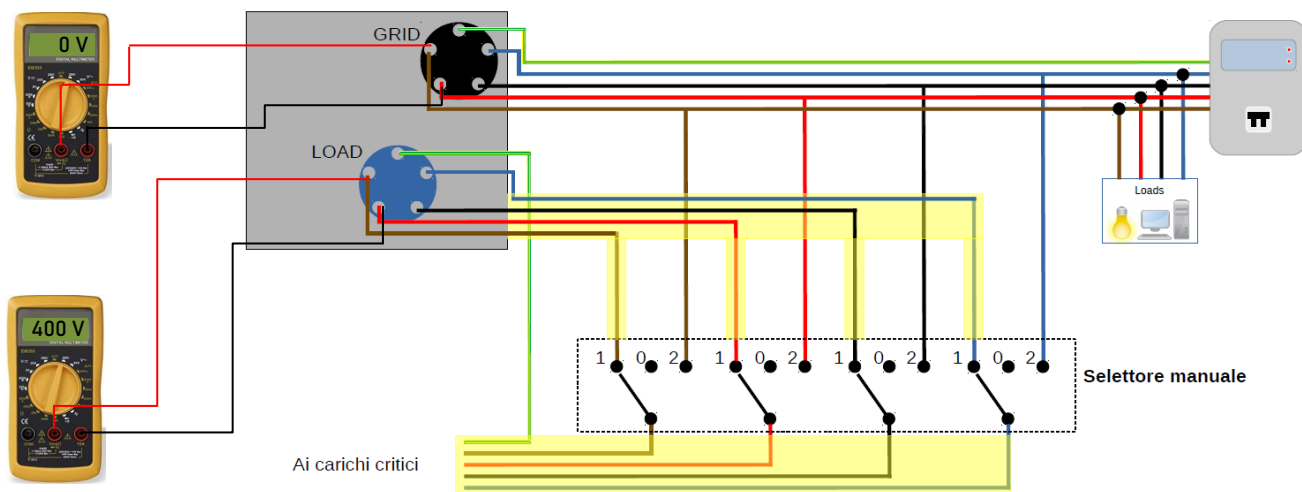 0 V
GRID
LOAD
Loads
400 V
1 0 2 1 0 2 1 0 2 1 0 2
Selettore manuale
Ai carichi critici